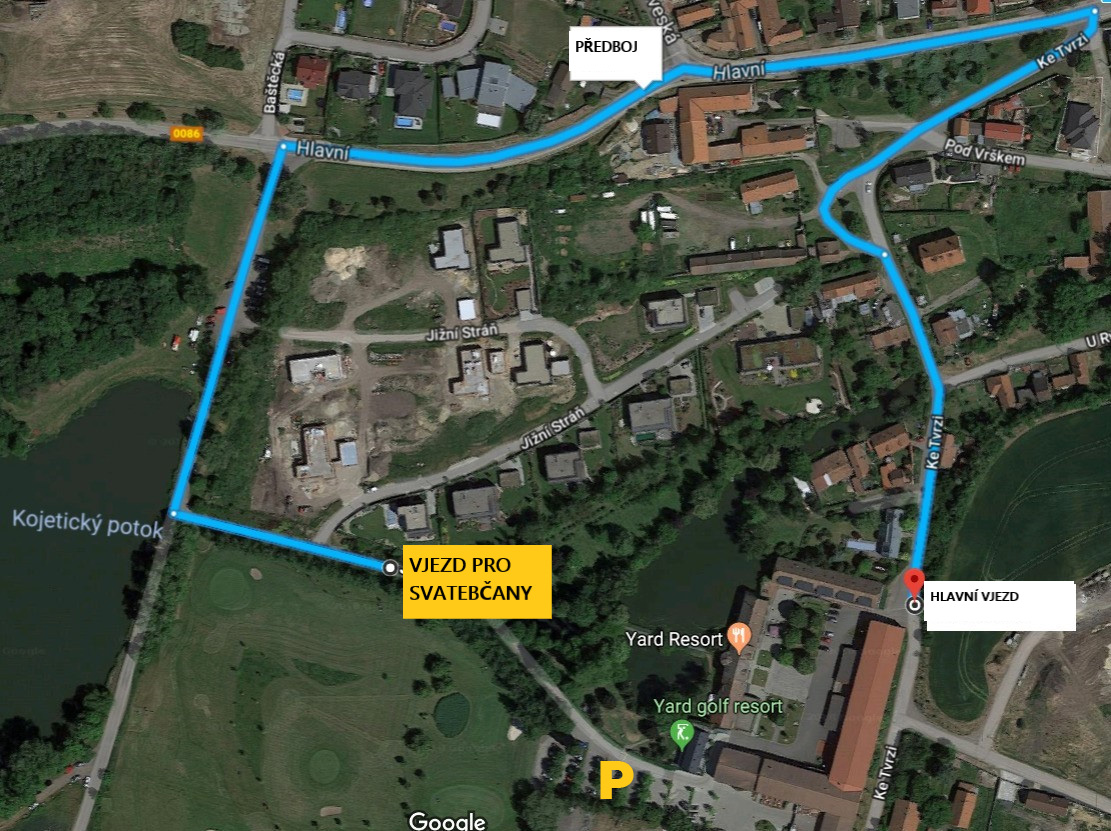 veská
PŘEDBOJ
Ke Tvrzi
Baštěcká
Hlavní
0086
Hlavní
Pod Vrškem
Jižní Stráň
U R
Jižní Stráň
Ke Tvrzi
Kojetický potok
VJEZD PRO
SVATEBČANY
HLAVNÍ VJEZD
Yard Resort
Yard golf resort
Ke Tvrzi
P
Google